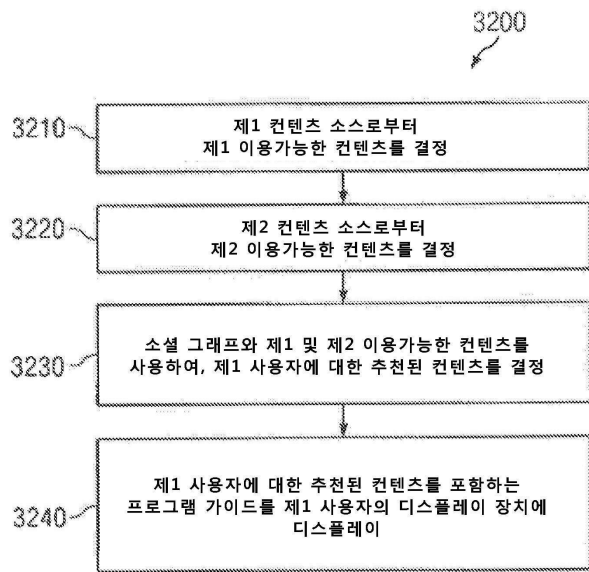 3200
3210
제1 컨텐츠 소스로부터
제1 이용가능한 컨텐츠를 결정
3220
제2 컨텐츠 소스로부터
제2 이용가능한 컨텐츠를 결정
3230
소셜 그래프와 제1 및 제2 이용가능한 컨텐츠를
사용하여, 제1 사용자에 대한 추천된 컨텐츠를 결정
3240
제1 사용자에 대한 추천된 컨텐츠를 포함하는
프로그램 가이드를 제1 사용자의 디스플레이 장치에
디스플레이